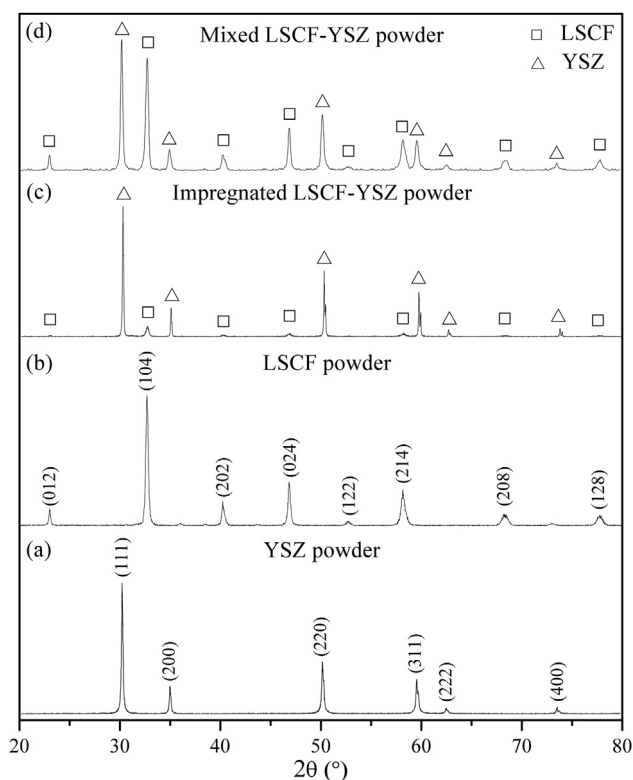 (d) Mixed LSCF-YSZ powder
□ LSCF
△ YSZ
(c) Impregnated LSCF-YSZ powder
(b) LSCF powder
(012) (104) (202) (024) (122) (214) (208) (128)
(a) YSZ powder
(111) (200) (220) (311) (222) (400)
20 30 40 50 60 70 80
2θ (°)